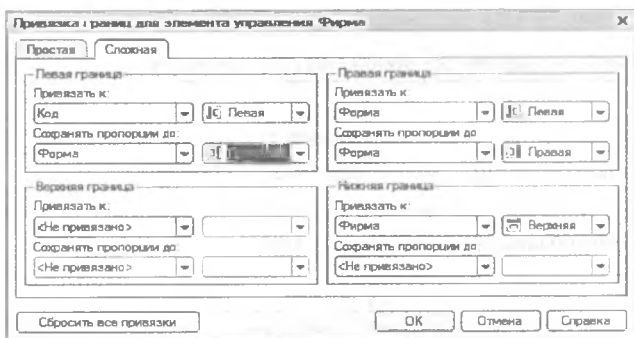 Привязка границ для элемента управления Фирма
Простая Сложная
Левая граница
Привязать к:
Код Левая
Сохранять пропорции до:
Форма
Правая граница
Привязать к:
Форма Левая
Сохранять пропорции до
Форма Правая
Верхняя граница
Привязать к:
<Не привязано>
Сохранять пропорции до:
<Не привязано>
Нижняя граница
Привязать к:
Фирма Верхняя
Сохранять пропорции до
<Не привязано>
Сбросить все привязки OK Отмена Справка